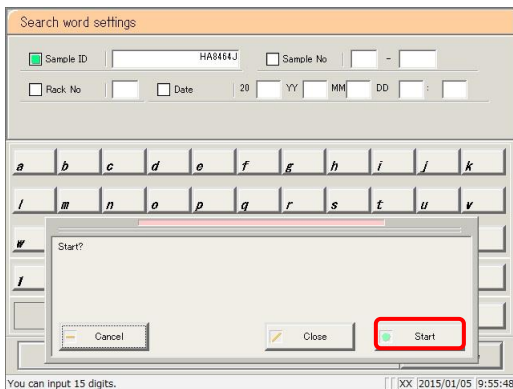 Search word settings
Sample ID HA8464J Sample No -
Rack No Date 20 YY MM DD :
a b c d e f g h i j k
l m n o p q r s t u v
w
Start?
1
Cancel Close Start
You can input 15 digits. XX 2015/01/05 9:55:48